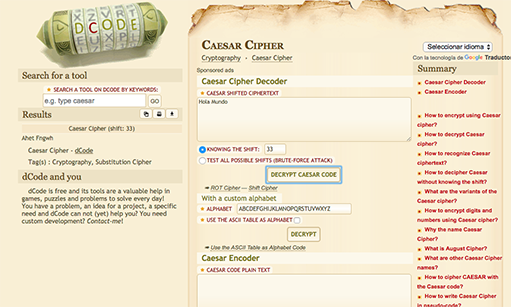 DCODE
Search for a tool
★ SEARCH A TOOL ON DCODE BY KEYWORDS:
e.g. type caesar
GO
Results
Caesar Cipher (shift: 33)
Ahet Fngwh
Caesar Cipher - dCode
Tag(s) : Cryptography, Substitution Cipher
dCode and you
dCode is free and its tools are a valuable help in
games, puzzles and problems to solve every day!
You have a problem, an idea for a project, a specific
need and dCode can not (yet) help you? You need
custom development? Contact-me!
CAESAR CIPHER
Cryptography - Caesar Cipher
Sponsored ads
Caesar Cipher Decoder
★ CAESAR SHIFTED CIPHERTEXT
Hola Mundo
KNOWING THE SHIFT: 33
TEST ALL POSSIBLE SHIFTS (BRUTE-FORCE ATTACK)
DECRYPT CAESAR CODE
ROT Cipher — Shift Cipher
With a custom alphabet
★ ALPHABET ABCDEFGHIJKLMNOPQRSTUVWXYZ
★ USE THE ASCII TABLE AS ALPHABET
DECRYPT
Use the ASCII Table as Alphabet Code
Caesar Encoder
★ CAESAR CODE PLAIN TEXT
Seleccionar idioma
Con la tecnología de Google Traductor
Summary
Caesar Cipher Decoder
Caesar Encoder
How to encrypt using Caesar
cipher?
How to decrypt Caesar
cipher?
How to recognize Caesar
ciphertext?
How to decipher Caesar
without knowing the shift?
What are the variants of the
Caesar cipher?
How to encrypt digits and
numbers using Caesar?
Why the name Caesar
Cipher?
What is August Cipher?
What are other Caesar Cipher
names?
How to cipher CAESAR with
the Caesar code?
How to write Caesar Cipher
in pseudocode?